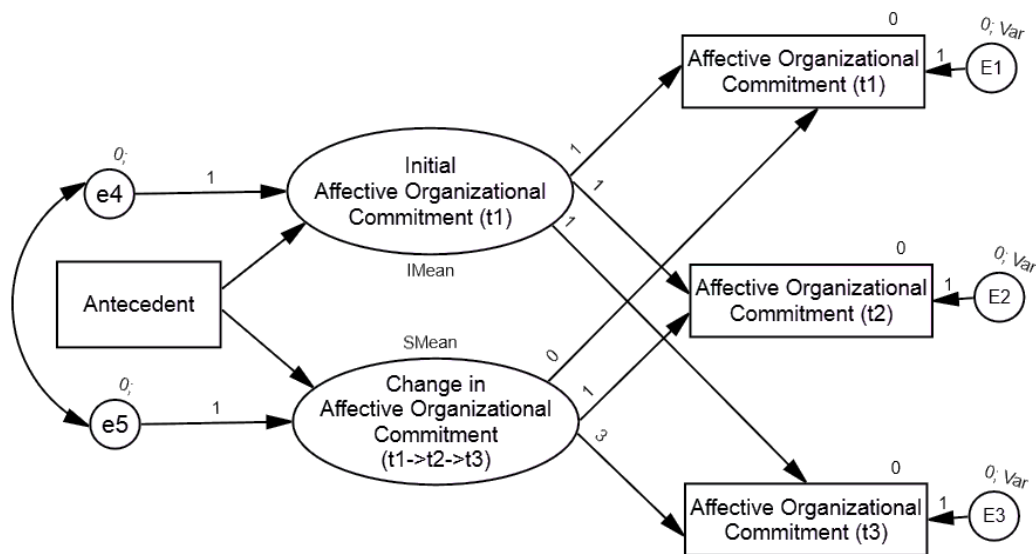 0
0; Var
Affective Organizational
Commitment (t1)
1
E1
1
1
1
Initial
Affective Organizational
Commitment (t1)
IMean
0;
e4
1
Antecedent
0
0; Var
Affective Organizational
Commitment (t2)
1
E2
SMean
0
1
3
Change in
Affective Organizational
Commitment
(t1->t2->t3)
0;
e5
1
0
0; Var
Affective Organizational
Commitment (t3)
1
E3